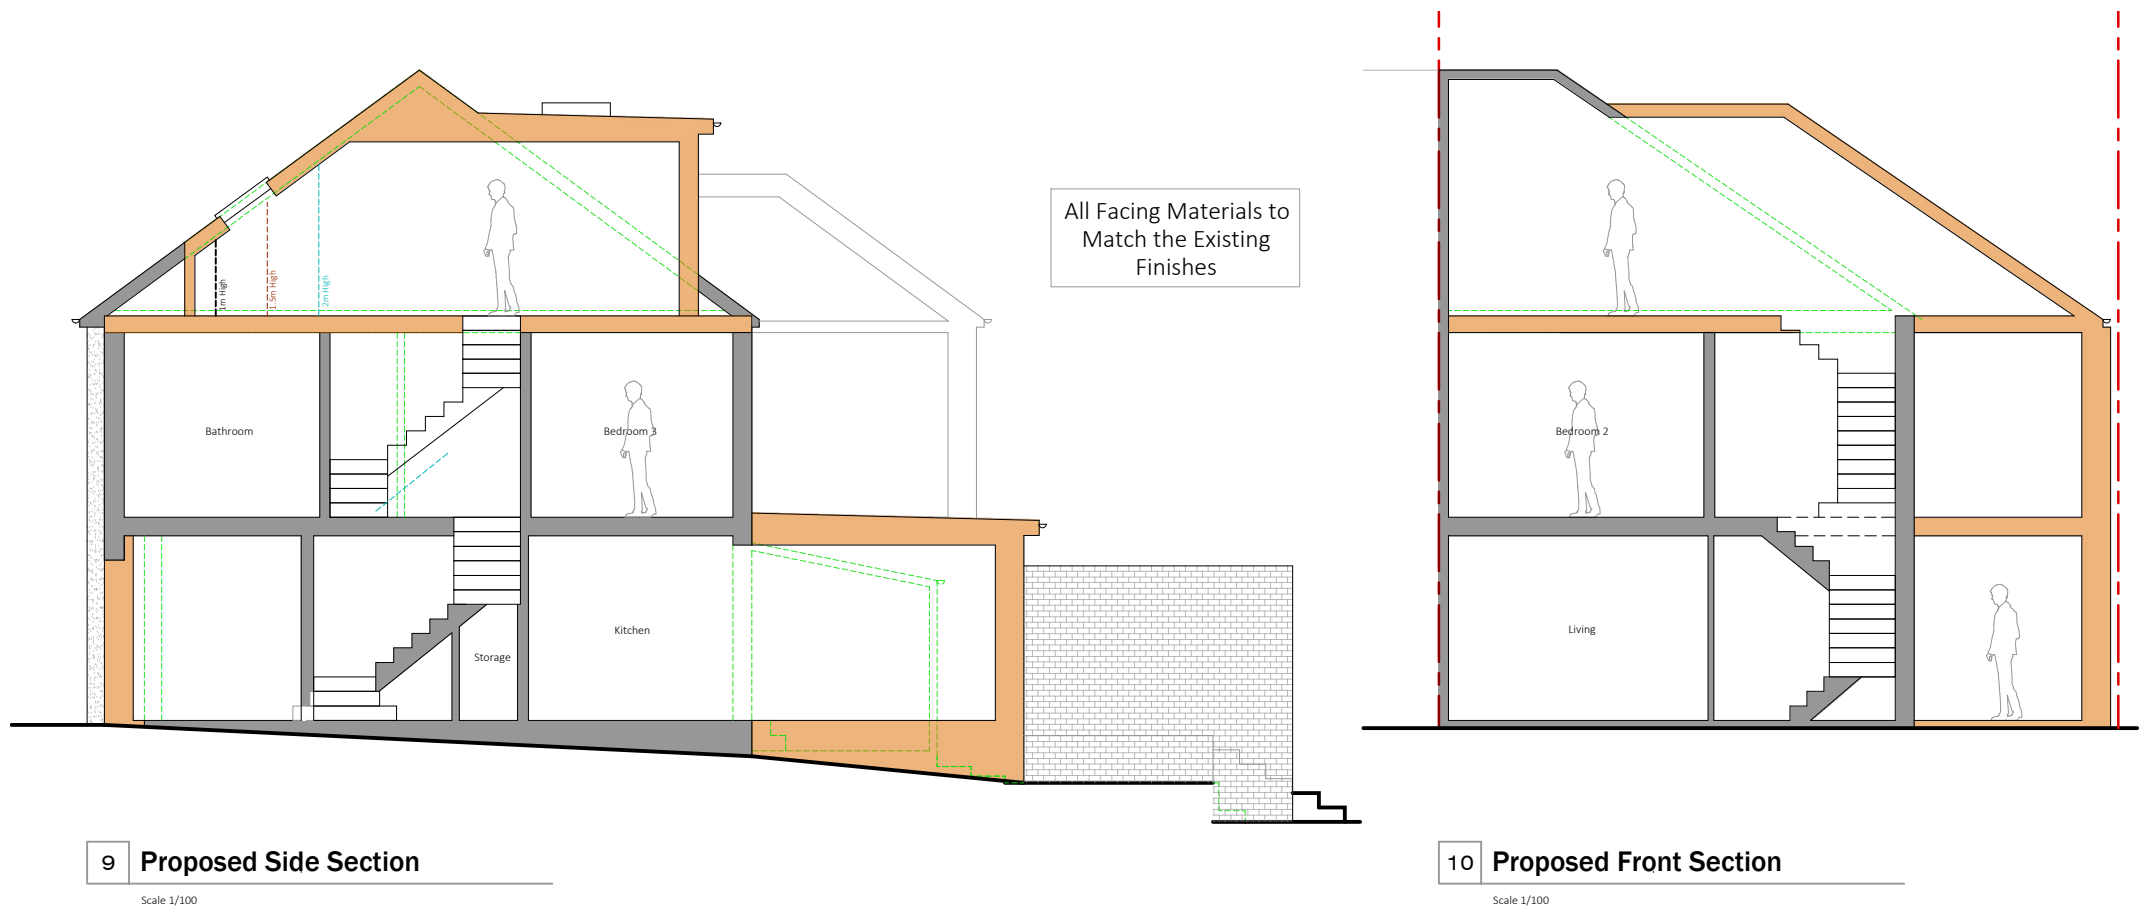 All Facing Materials to
Match the Existing
Finishes
1m High
1.5m High
2m High
Bathroom
Bedroom 3
Bedroom 2
Kitchen
Storage
Living
9 Proposed Side Section
Scale 1/100
10 Proposed Front Section
Scale 1/100